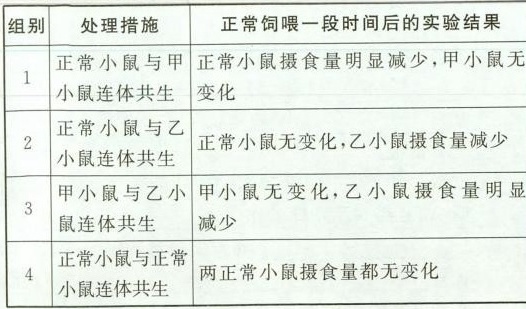 组别 处理措施 正常饲喂一段时间后的实验结果
1 正常小鼠与甲小鼠连体共生 正常小鼠摄食量明显减少,甲小鼠无变化
2 正常小鼠与乙小鼠连体共生 正常小鼠无变化,乙小鼠摄食量减少
3 甲小鼠与乙小鼠连体共生 甲小鼠无变化,乙小鼠摄食量明显减少
4 正常小鼠与正常小鼠连体共生 两正常小鼠摄食量都无变化